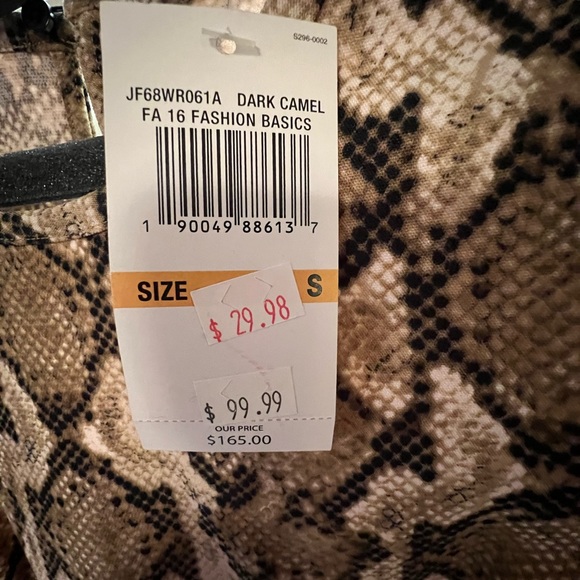 S296-0002
JF68WR061A DARK CAMEL
FA 16 FASHION BASICS
1 90049 88613 7
SIZE S
$ 29.98
$ 99.99
OUR PRICE
$165.00